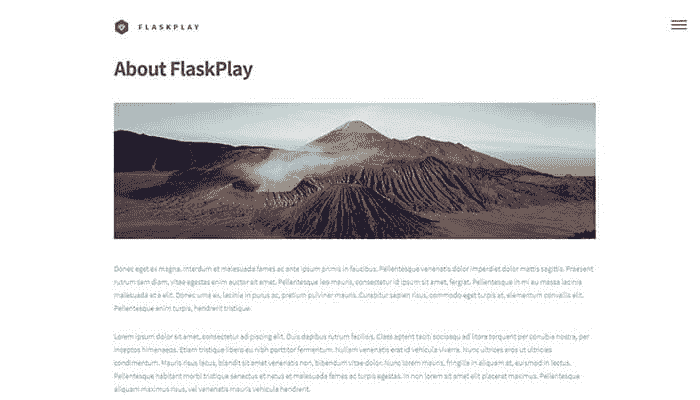 FLASKPLAY
About FlaskPlay
Donec eget ex magna. Interdum et malesuada fames ac ante ipsum primis in faucibus. Pellentesque venenatis dolor imperdiet dolor mattis sagittis. Praesent
rutrum sem diam, vitae egestas enim auctor sit amet. Pellentesque leo mauris, consectetur id ipsum sit amet, fergiat. Pellentesque in mi eu massa lacinia
malesuada et a elit. Donec urna ex, lacinia in purus ac, pretium pulvinar mauris. Curabitur sapien risus, commodo eget turpis at, elementum convallis elit.
Pellentesque enim turpis, hendrerit tristique.
Lorem ipsum dolor sit amet, consectetur adipiscing elit. Duis dapibus rutrum facilisis. Class aptent taciti sociosqu ad litora torquent per conubia nostra, per
inceptos himenaeos. Etiam tristique libero eu nibh porttitor fermentum. Nullam venenatis erat id vehicula viverra. Nunc ultrices eros ut ultricies
condimentum. Mauris risus lacus, blandit sit amet venenatis non, bibendum vitae dolor. Nunc lorem mauris, fringilla in aliquam at, euismod in lectus.
Pellentesque habitant morbi tristique senectus et netus et malesuada fames ac turpis egestas. In non lorem sit amet elit placerat maximus. Pellentesque
aliquam maximus risus, vel venenatis mauris vehicula hendrerit.